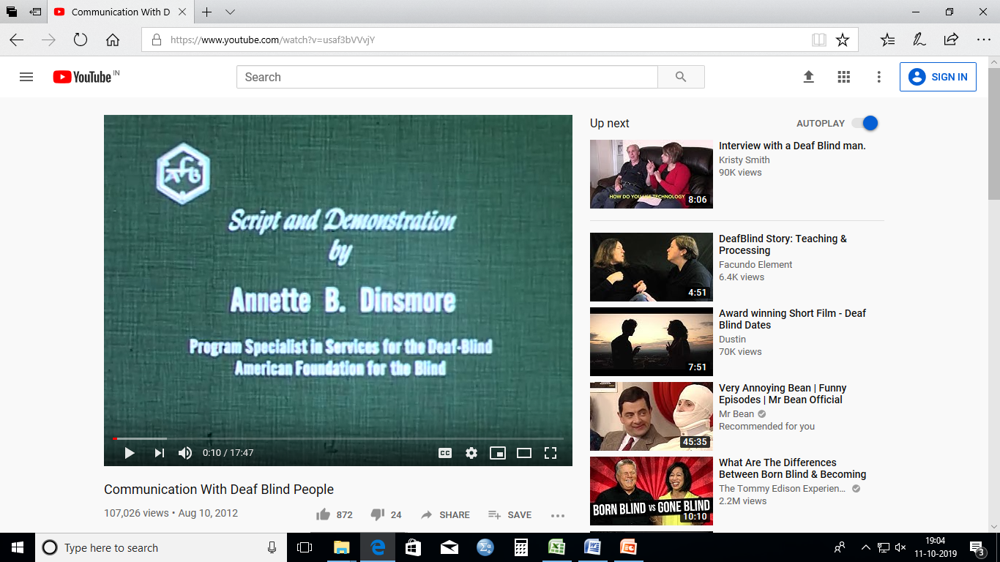 Communication With D
https://www.youtube.com/watch?v=usaf3bVVvjY
YouTube IN
Search
SIGN IN
AFB
Script and Demonstration
by
Annette B. Dinsmore
Program Specialist in Services for the Deaf-Blind
American Foundation for the Blind
0:10 / 17:47
CC
Communication With Deaf Blind People
107,026 views • Aug 10, 2012
872
24
SHARE
SAVE
Up next
AUTOPLAY
HOW DO YOU USE TECHNOLOGY
8:06
Interview with a Deaf Blind man.
Kristy Smith
90K views
4:51
DeafBlind Story: Teaching &
Processing
Facundo Element
6.4K views
7:51
Award winning Short Film - Deaf
Blind Dates
Dustin
70K views
45:35
Very Annoying Bean | Funny
Episodes | Mr Bean Official
Mr Bean
Recommended for you
BORN BLIND vs GONE BLIND
10:10
What Are The Differences
Between Born Blind & Becoming
The Tommy Edison Experien...
2.2M views
Type here to search
19:04
11-10-2019
3